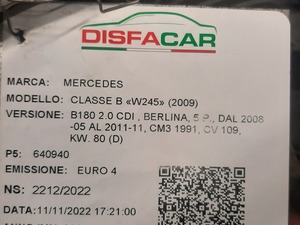 DISFACAR
MARCA: MERCEDES
MODELLO: CLASSE B «W245» (2009)
VERSIONE: B180 2.0 CDI , BERLINA, 5 P., DAL 2008
-05 AL 2011-11, CM3 1991, CV 109,
KW. 80 (D)
P5: 640940
EMISSIONE: EURO 4
NS: 2212/2022
DATA:11/11/2022 17:21:00